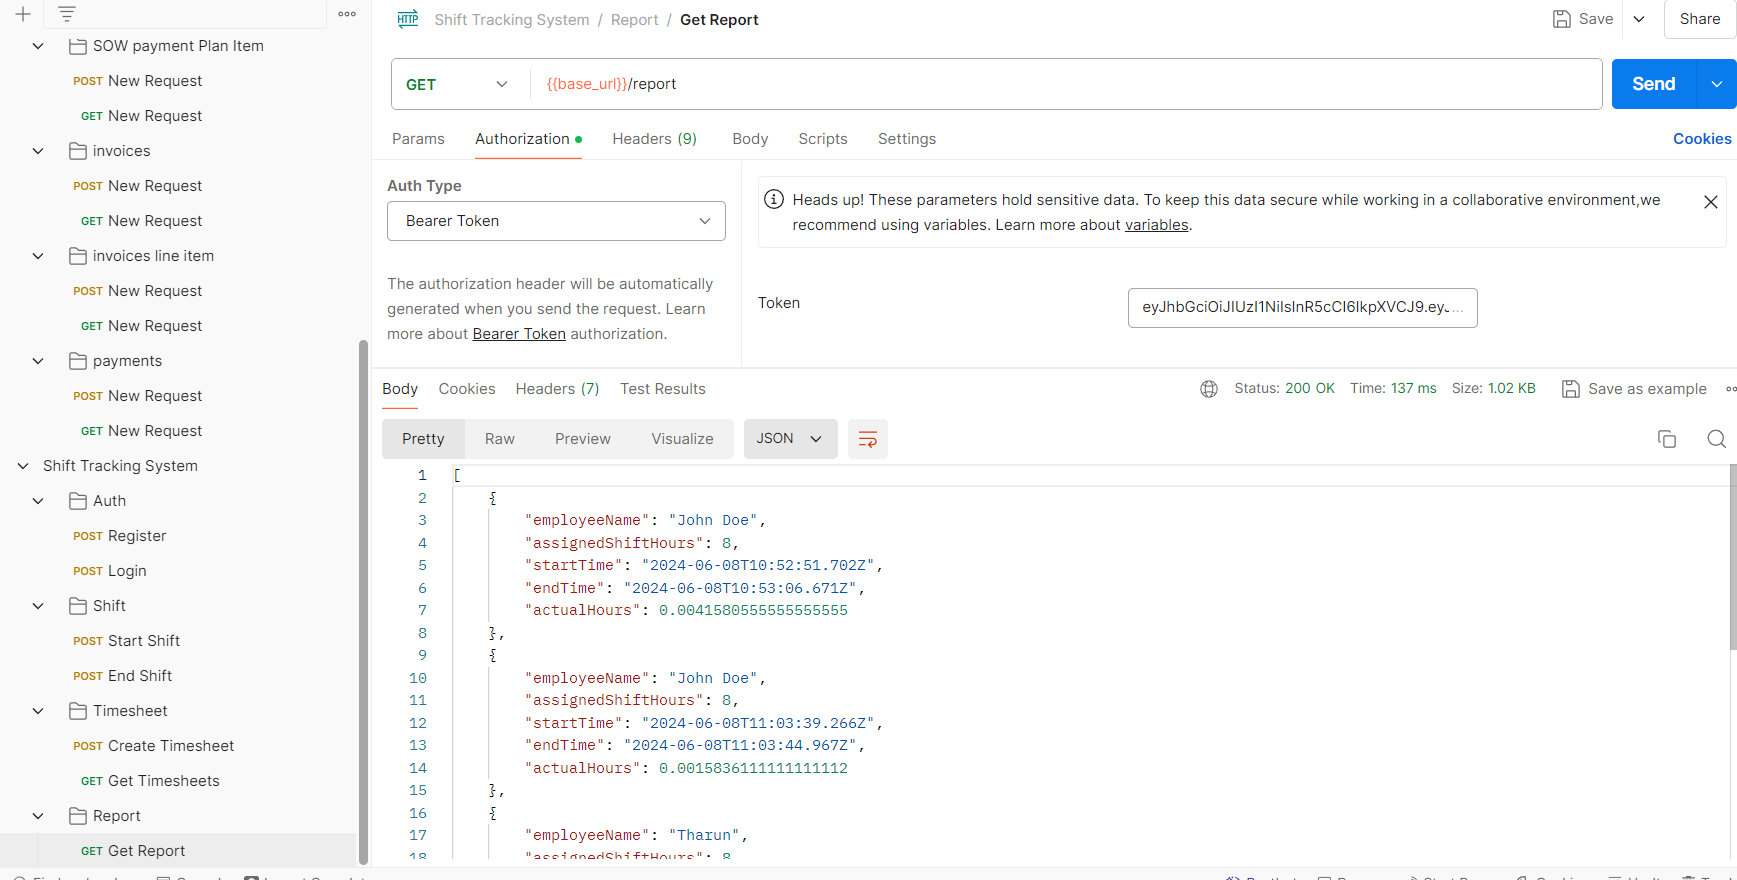 SOW payment Plan Item
POST New Request
GET New Request
invoices
POST New Request
GET New Request
invoices line item
POST New Request
GET New Request
payments
POST New Request
GET New Request
Shift Tracking System
Auth
POST Register
POST Login
Shift
POST Start Shift
POST End Shift
Timesheet
POST Create Timesheet
GET Get Timesheets
Report
GET Get Report
HTTP Shift Tracking System / Report / Get Report
Save
Share
GET {{base_url}}/report
Send
Params Authorization Headers (9) Body Scripts Settings
Cookies
Auth Type
Bearer Token
The authorization header will be automatically
generated when you send the request. Learn
more about Bearer Token authorization.
Heads up! These parameters hold sensitive data. To keep this data secure while working in a collaborative environment,we
recommend using variables. Learn more about variables.
Token
eyJhbGciOiJIUzI1NiIsInR5cCI6IkpXVCJ9.eyJ...
Body Cookies Headers (7) Test Results
Status: 200 OK Time: 137 ms Size: 1.02 KB Save as example
Pretty Raw Preview Visualize JSON
1 [
2 {
3 "employeeName": "John Doe",
4 "assignedShiftHours": 8,
5 "startTime": "2024-06-08T10:52:51.702Z",
6 "endTime": "2024-06-08T10:53:06.671Z",
7 "actualHours": 0.0041580555555555555
8 },
9 {
10 "employeeName": "John Doe",
11 "assignedShiftHours": 8,
12 "startTime": "2024-06-08T11:03:39.266Z",
13 "endTime": "2024-06-08T11:03:44.967Z",
14 "actualHours": 0.0015836111111111112
15 },
16 {
17 "employeeName": "Tharun",
18 "assignedShiftHours": 8